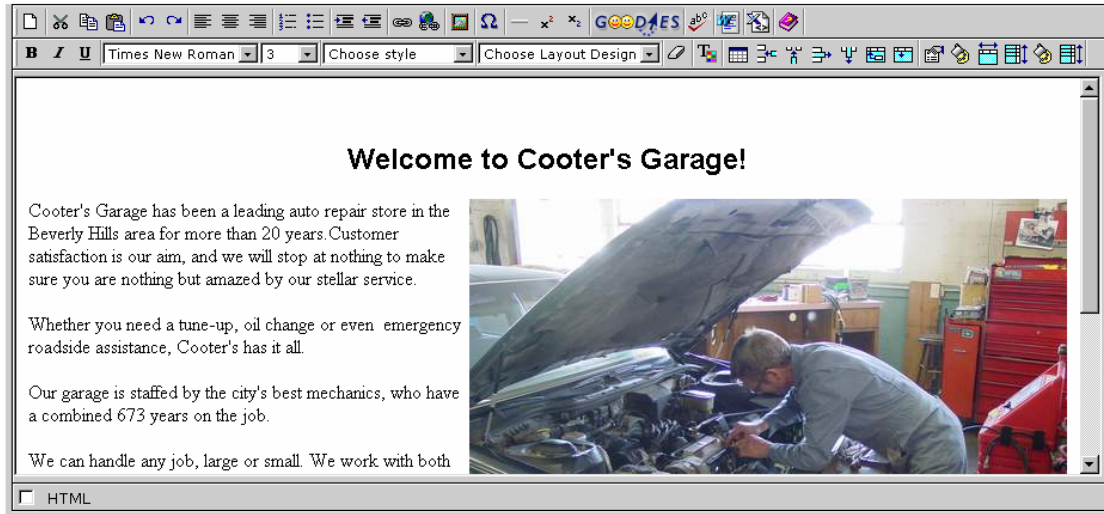 GOODIES
abc
B I U Times New Roman 3 Choose style Choose Layout Design
Welcome to Cooter's Garage!
Cooter's Garage has been a leading auto repair store in the
Beverly Hills area for more than 20 years.Customer
satisfaction is our aim, and we will stop at nothing to make
sure you are nothing but amazed by our stellar service.
Whether you need a tune-up, oil change or even  emergency
roadside assistance, Cooter's has it all.
Our garage is staffed by the city's best mechanics, who have
a combined 673 years on the job.
We can handle any job, large or small. We work with both
HTML